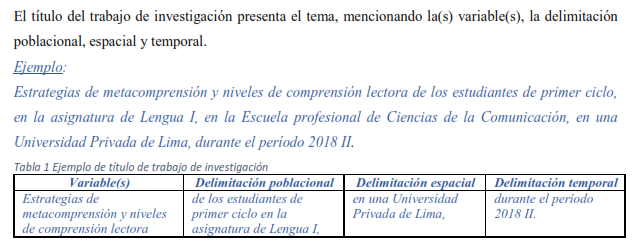 El título del trabajo de investigación presenta el tema, mencionando la(s) variable(s), la delimitación
poblacional, espacial y temporal.
Ejemplo:
Estrategias de metacomprensión y niveles de comprensión lectora de los estudiantes de primer ciclo,
en la asignatura de Lengua I, en la Escuela profesional de Ciencias de la Comunicación, en una
Universidad Privada de Lima, durante el período 2018 II.
Tabla 1 Ejemplo de título de trabajo de investigación
Variable(s) Delimitación poblacional Delimitación espacial Delimitación temporal
Estrategias de de los estudiantes de en una Universidad durante el período
metacomprensión y niveles primer ciclo en la Privada de Lima, 2018 II.
de comprensión lectora asignatura de Lengua I,